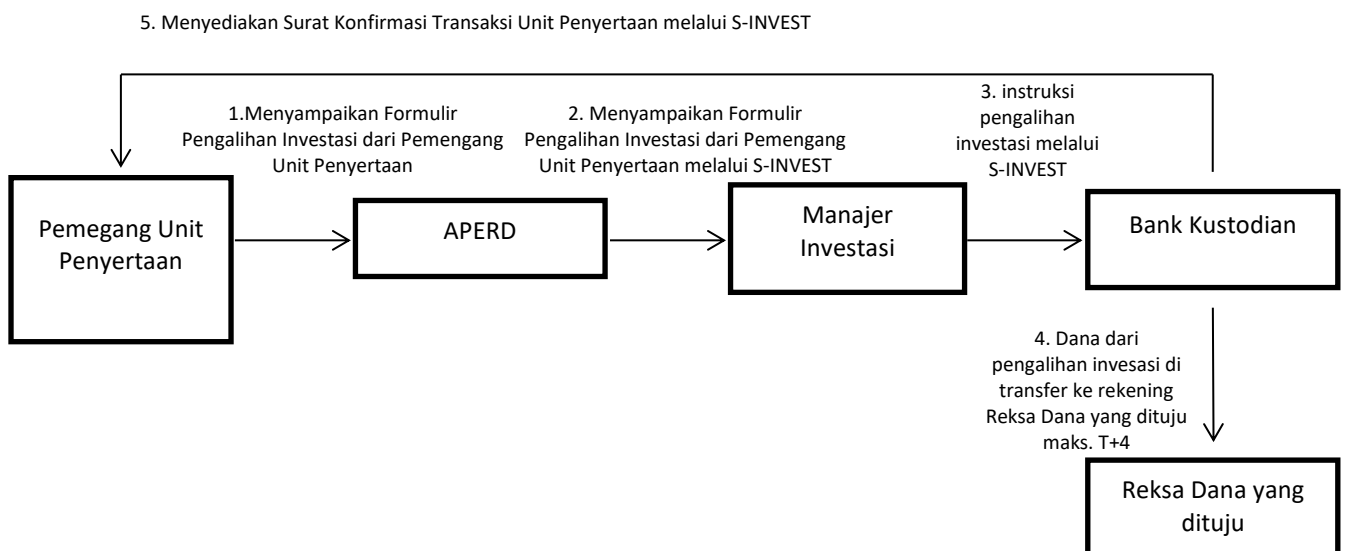 5. Menyediakan Surat Konfirmasi Transaksi Unit Penyertaan melalui S-INVEST
1.Menyampaikan Formulir
Pengalihan Investasi dari Pemengang
Unit Penyertaan
2. Menyampaikan Formulir
Pengalihan Investasi dari Pemengang
Unit Penyertaan melalui S-INVEST
3. instruksi
pengalihan
investasi melalui
S-INVEST
Pemegang Unit
Penyertaan
APERD
Manajer
Investasi
Bank Kustodian
4. Dana dari
pengalihan invesasi di
transfer ke rekening
Reksa Dana yang dituju
maks. T+4
Reksa Dana yang
dituju